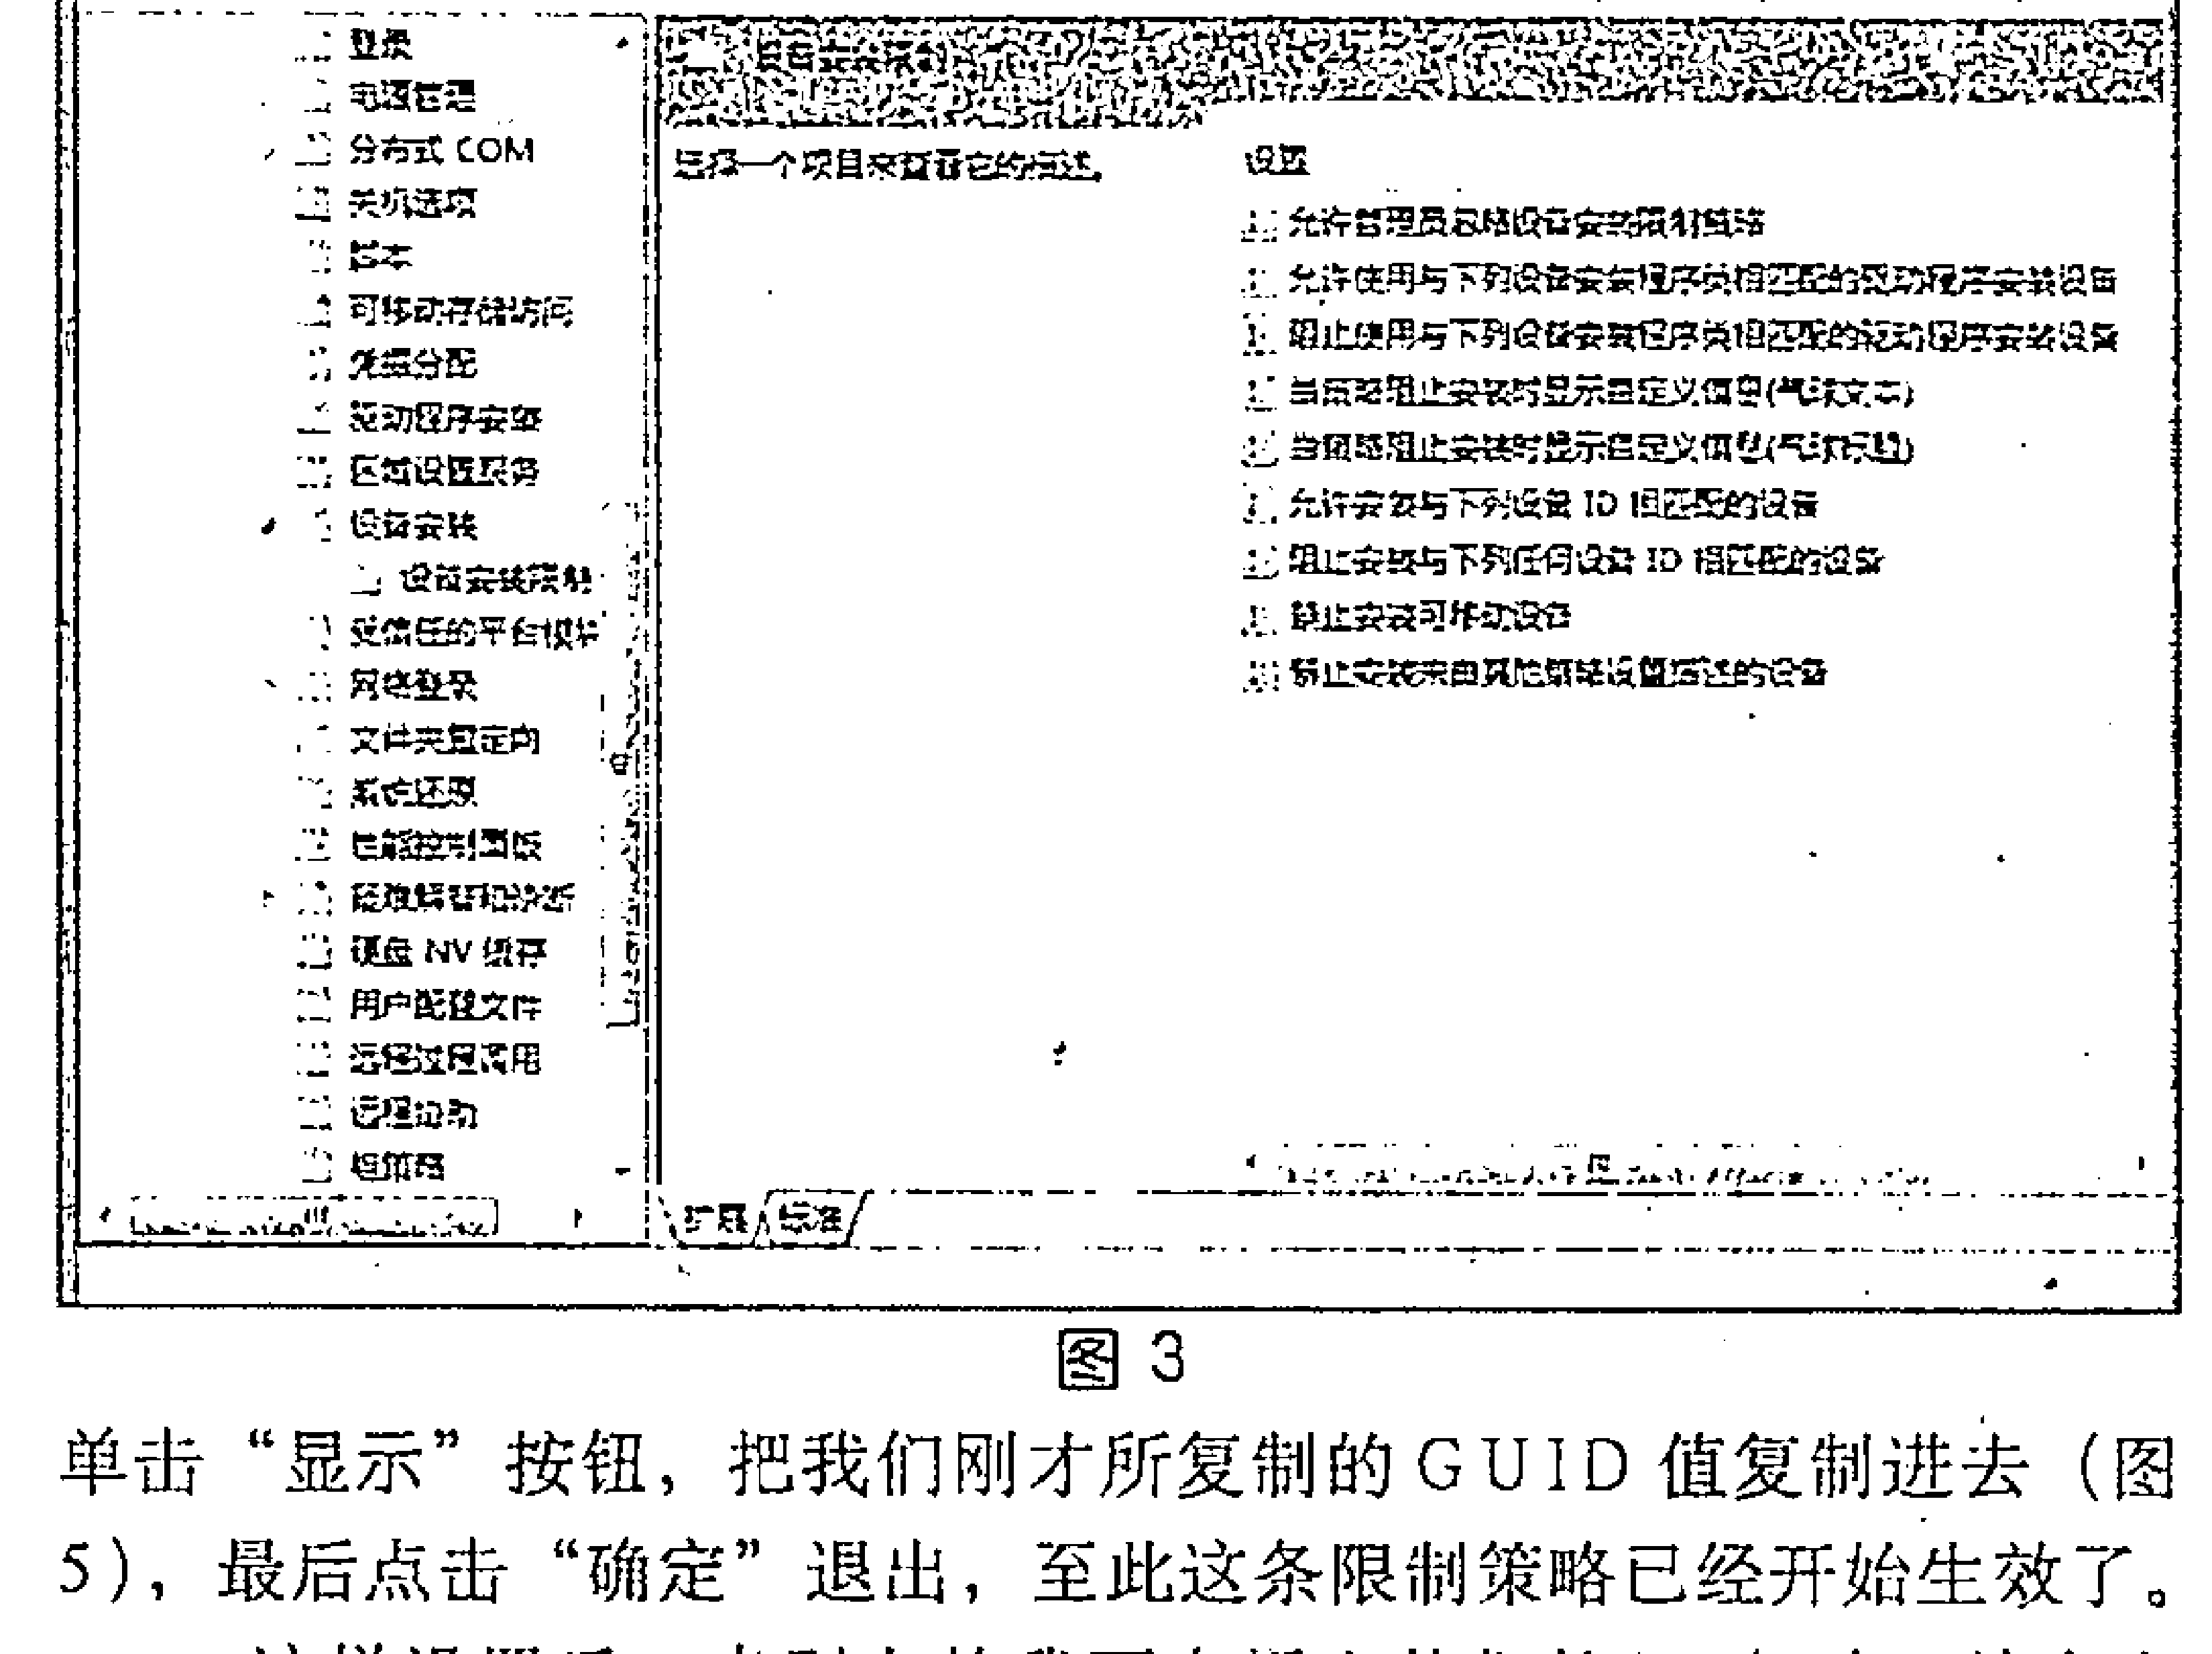 登录
电源管理
分布式 COM
关机选项
脚本
可移动存储访问
凭据分配
驱动程序安装
区域设置服务
设备安装
设备安装限制
受信任的平台模块
网络登录
文件夹重定向
系统还原
性能控制面板
疑难解答和诊断
硬盘 NV 缓存
用户配置文件
远程过程调用
管理
组策略
设备安装限制
选择一个项目来查看它的描述。
设置
允许管理员忽略设备安装限制策略
允许使用与下列设备安装程序类相匹配的驱动程序安装设备
阻止使用与下列设备安装程序类相匹配的驱动程序安装设备
当策略阻止安装时显示自定义信息(气球文本)
当策略阻止安装时显示自定义信息(气球标题)
允许安装与下列设备 ID 相匹配的设备
阻止安装与下列任何设备 ID 相匹配的设备
禁止安装可移动设备
禁止安装未由其他策略设置描述的设备
扩展 标准
图 3
单击“显示”按钮，把我们刚才所复制的GUID 值复制进去（图
5），最后点击“确定”退出，至此这条限制策略已经开始生效了。